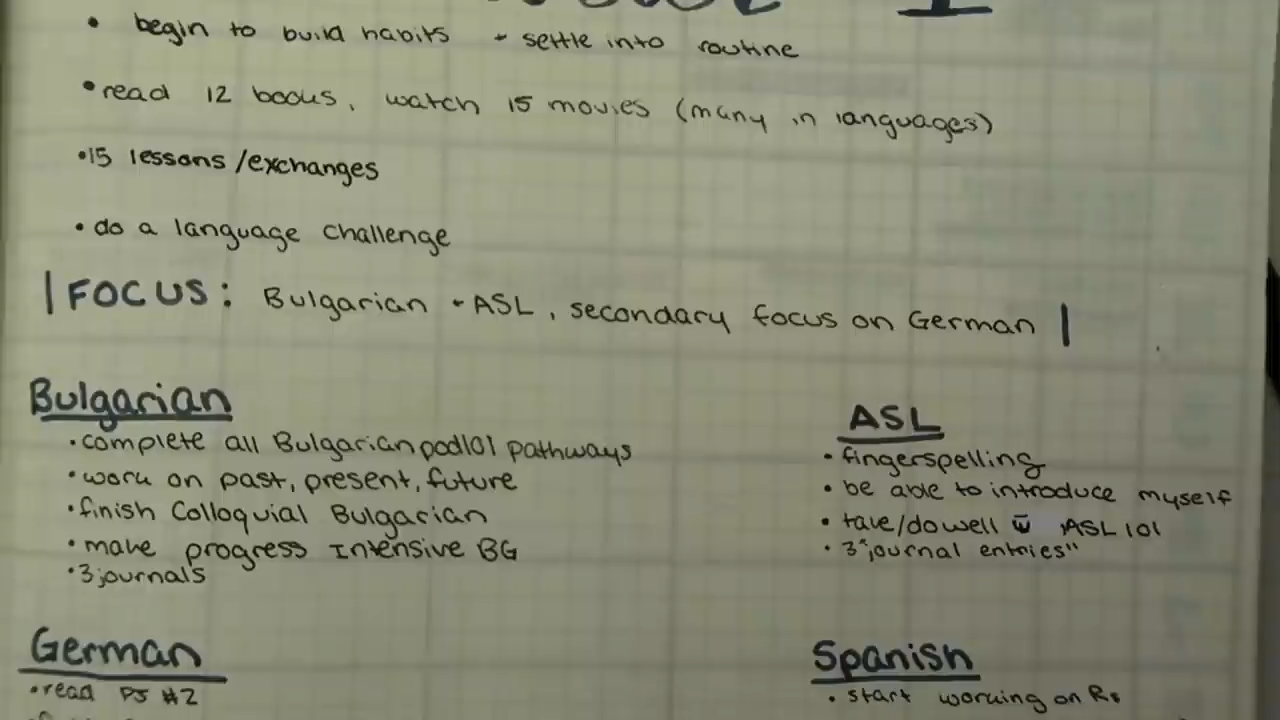 • begin to build habits + settle into routine
• read 12 books, watch 15 movies (many in languages)
• 15 lessons/exchanges
• do a language challenge
| FOCUS: Bulgarian + ASL, secondary focus on German |
Bulgarian
• complete all Bulgarianpod101 pathways
• work on past, present, future
• finish Colloquial Bulgarian
• make progress Intensive BG
• 3 journals
ASL
• fingerspelling
• be able to introduce myself
• take/do well w̄ ASL 101
• 3 "journal entries"
German
• read PS #2
Spanish
• start working on Rs